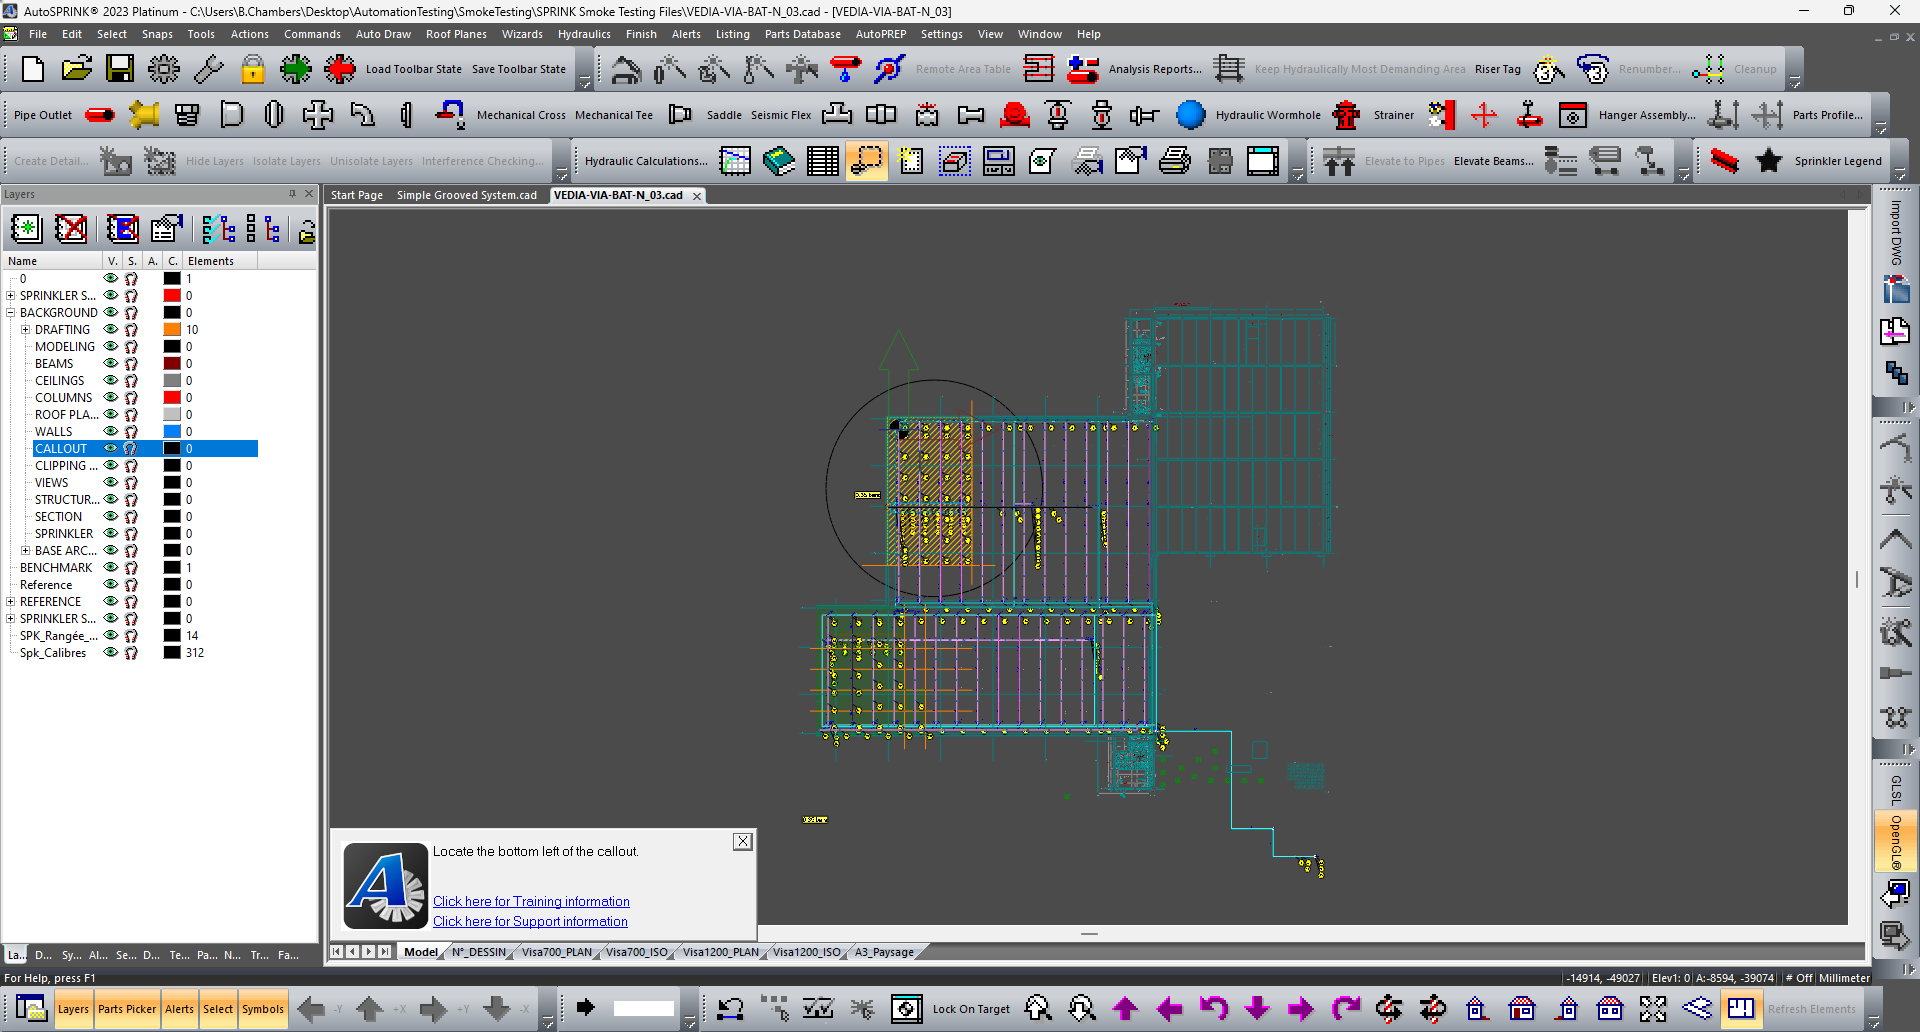 AutoSPRINK® 2023 Platinum - C:\Users\B.Chambers\Desktop\AutomationTesting\SmokeTesting\SPRINK Smoke Testing Files\VEDIA-VIA-BAT-N_03.cad - [VEDIA-VIA-BAT-N_03]
File Edit Select Snaps Tools Actions Commands Auto Draw Roof Planes Wizards Hydraulics Finish Alerts Listing Parts Database AutoPREP Settings View Window Help
Load Toolbar State Save Toolbar State Remote Area Table Analysis Reports... Keep Hydraulically Most Demanding Area Riser Tag Renumber... Cleanup
Pipe Outlet Mechanical Cross Mechanical Tee Saddle Seismic Flex Hydraulic Wormhole Strainer Hanger Assembly... Parts Profile...
Create Detail... Hide Layers Isolate Layers Unisolate Layers Interference Checking... Hydraulic Calculations... Elevate to Pipes Elevate Beams... Sprinkler Legend
Layers
Start Page Simple Grooved System.cad VEDIA-VIA-BAT-N_03.cad
Name V. S. A. C. Elements
0 1
SPRINKLER S... 0
BACKGROUND 0
DRAFTING 10
MODELING 0
BEAMS 0
CEILINGS 0
COLUMNS 0
ROOF PLA... 0
WALLS 0
CALLOUT 0
CLIPPING ... 0
VIEWS 0
STRUCTUR... 0
SECTION 0
SPRINKLER 0
BASE ARC... 0
BENCHMARK 1
Reference 0
REFERENCE 0
SPRINKLER S... 0
SPK_Rangée_... 14
Spk_Calibres 312
Import DWG
GLSL
OpenGL®
Locate the bottom left of the callout.
Click here for Training information
Click here for Support information
La... D... Sy... Al... Se... D... Te... Pa... N... Tr... Fa...
Model N°_DESSIN Visa700_PLAN Visa700_ISO Visa1200_PLAN Visa1200_ISO A3_Paysage
For Help, press F1
-14914, -49027 Elev1: 0 A:-8594, -39074 # Off Millimeter
Layers Parts Picker Alerts Select Symbols -Y +X +Y -X Lock On Target Refresh Elements